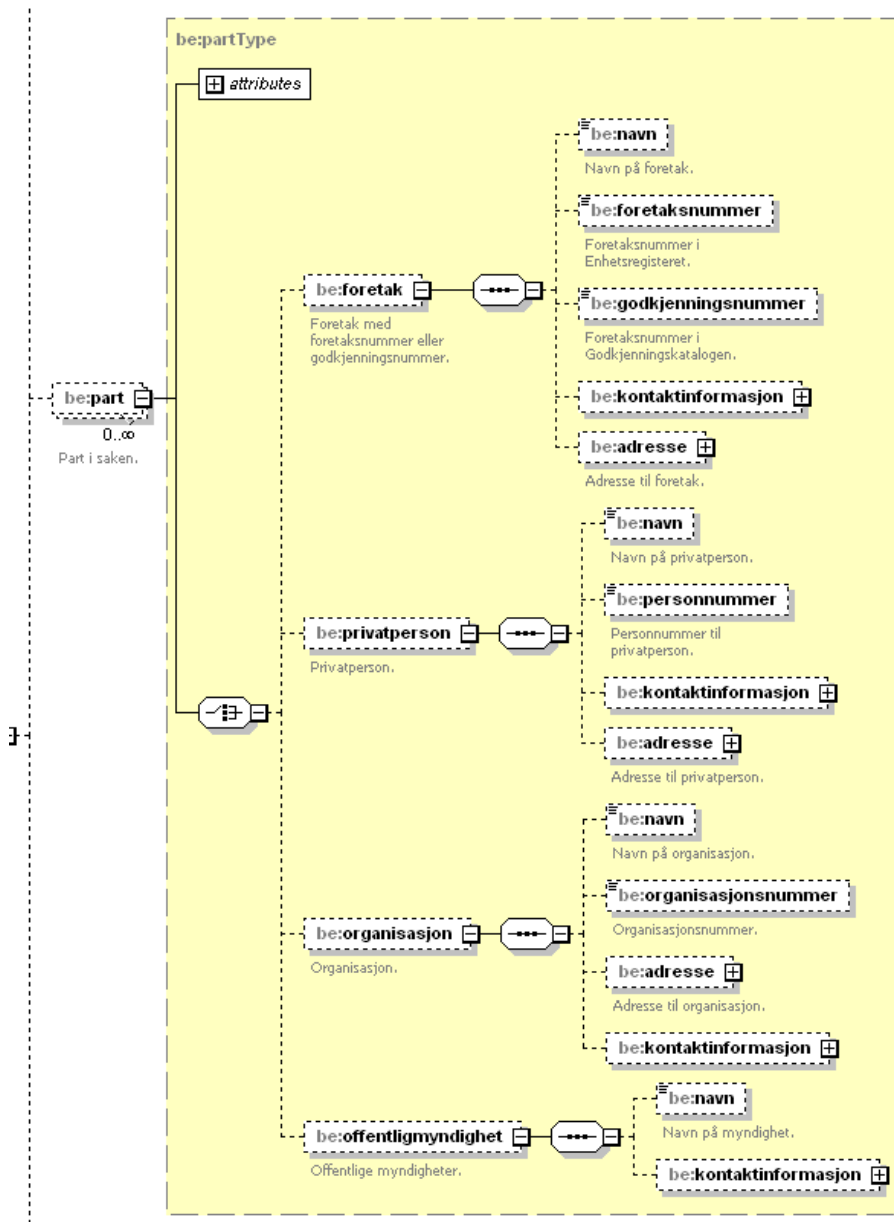 be:partType
attributes
be:navn
Navn på foretak.
be:foretaksnummer
Foretaksnummer i
Enhetsregisteret.
be:foretak
Foretak med
foretaksnummer eller
godkjenningsnummer.
be:godkjenningsnummer
Foretaksnummer i
Godkjenningskatalogen.
be:kontaktinformasjon
be:adresse
Adresse til foretak.
be:part
0..∞
Part i saken.
be:navn
Navn på privatperson.
be:personnummer
Personnummer til
privatperson.
be:privatperson
Privatperson.
be:kontaktinformasjon
be:adresse
Adresse til privatperson.
be:navn
Navn på organisasjon.
be:organisasjonsnummer
Organisasjonsnummer.
be:organisasjon
Organisasjon.
be:adresse
Adresse til organisasjon.
be:kontaktinformasjon
be:navn
Navn på myndighet.
be:offentligmyndighet
Offentlige myndigheter.
be:kontaktinformasjon